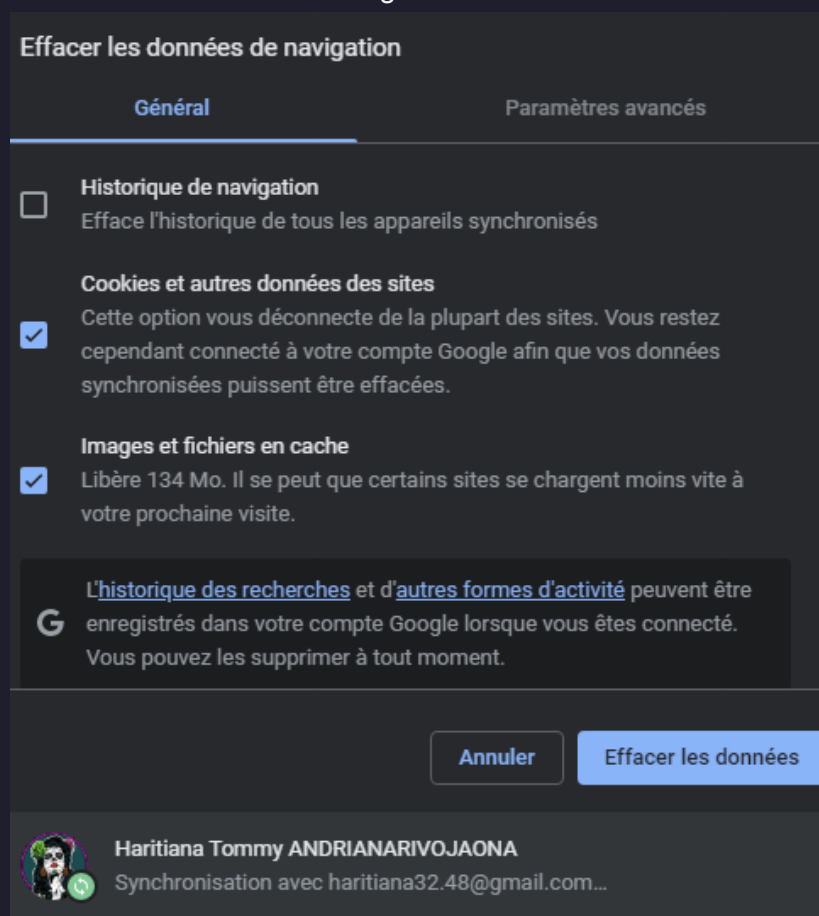 Effacer les données de navigation
Général
Paramètres avancés
Historique de navigation
Efface l'historique de tous les appareils synchronisés
Cookies et autres données des sites
Cette option vous déconnecte de la plupart des sites. Vous restez
cependant connecté à votre compte Google afin que vos données
synchronisées puissent être effacées.
Images et fichiers en cache
Libère 134 Mo. Il se peut que certains sites se chargent moins vite à
votre prochaine visite.
L'historique des recherches et d'autres formes d'activité peuvent être
enregistrés dans votre compte Google lorsque vous êtes connecté.
Vous pouvez les supprimer à tout moment.
Annuler
Effacer les données
Haritiana Tommy ANDRIANARIVOJAONA
Synchronisation avec haritiana32.48@gmail.com...